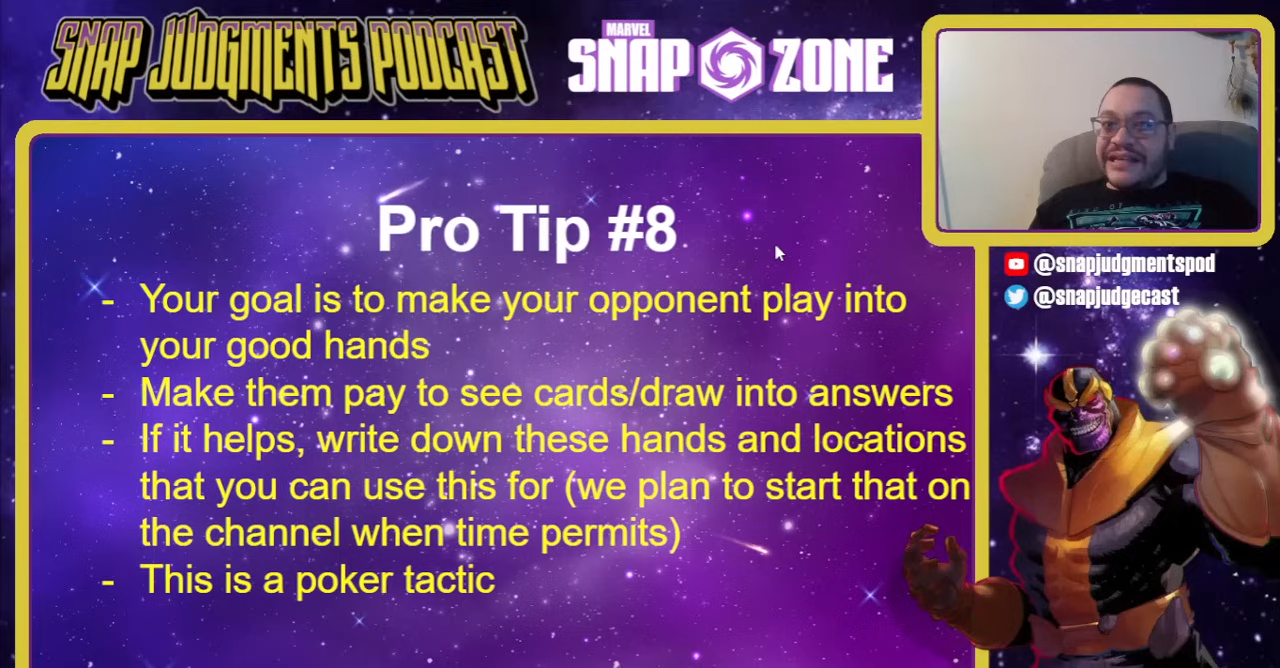 SNAP JUDGMENTS PODCAST
MARVEL
SNAP ZONE
Pro Tip #8
- Your goal is to make your opponent play into
your good hands
- Make them pay to see cards/draw into answers
- If it helps, write down these hands and locations
that you can use this for (we plan to start that on
the channel when time permits)
- This is a poker tactic
@snapjudgmentspod
@snapjudgecast